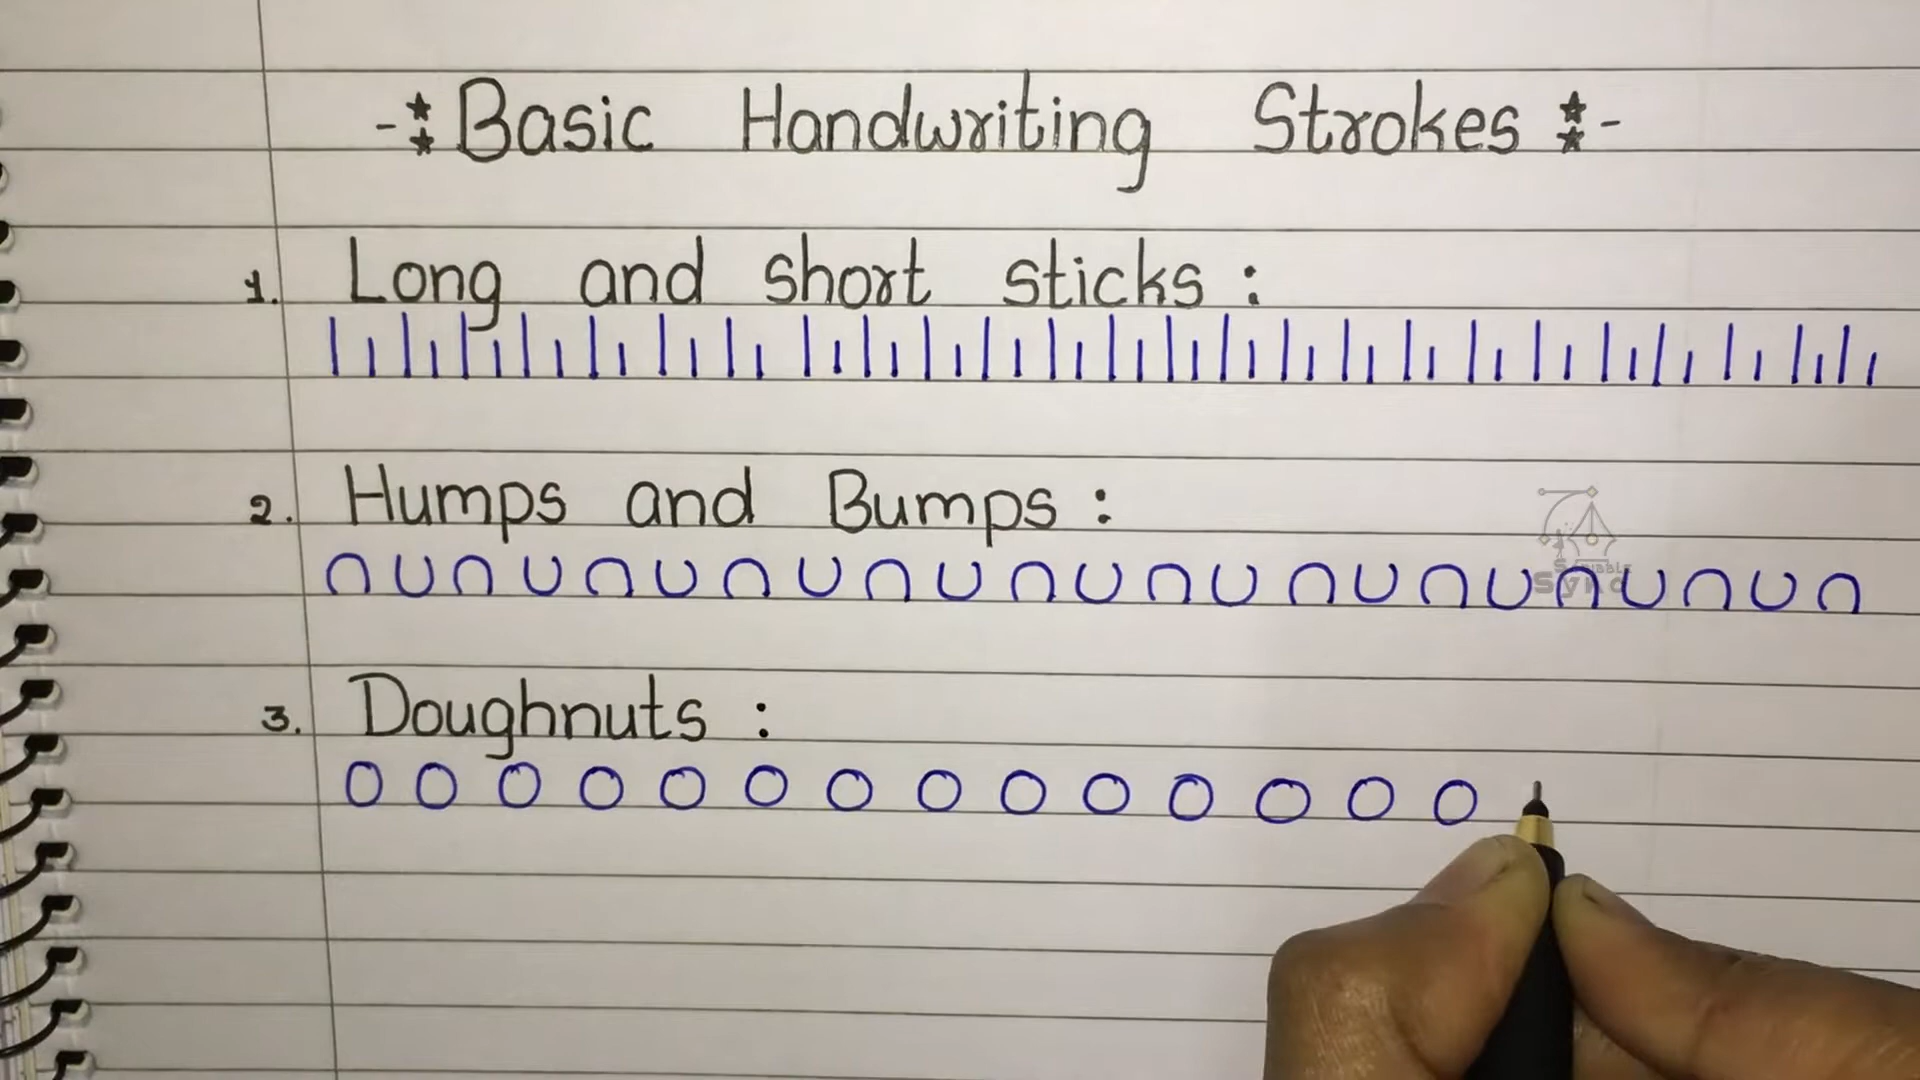 -⁑Basic Handwriting Strokes⁑-
1. Long and short sticks :
2. Humps and Bumps :
3. Doughnuts :